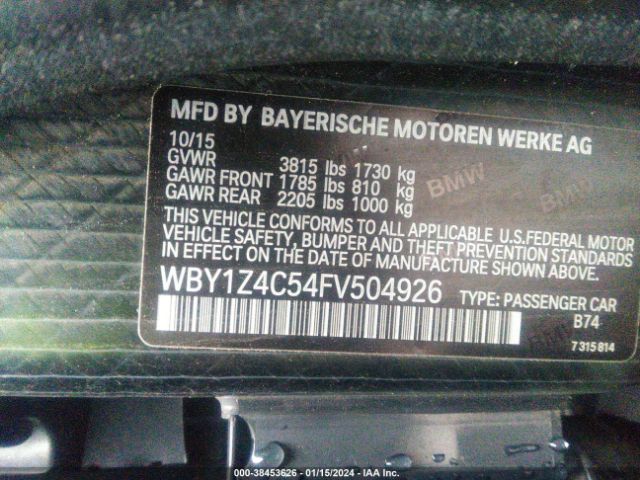 MFD BY BAYERISCHE MOTOREN WERKE AG
10/15
GVWR 3815 lbs 1730 kg
GAWR FRONT 1785 lbs 810 kg
GAWR REAR 2205 lbs 1000 kg
THIS VEHICLE CONFORMS TO ALL APPLICABLE U.S.FEDERAL MOTOR
VEHICLE SAFETY, BUMPER AND THEFT PREVENTION STANDARDS
IN EFFECT ON THE DATE OF MANUFACTURE SHOWN ABOVE.
WBY1Z4C54FV504926 TYPE: PASSENGER CAR
B74
7315814
BMW
BMW
000-38453626 - 01/15/2024 - IAA Inc.